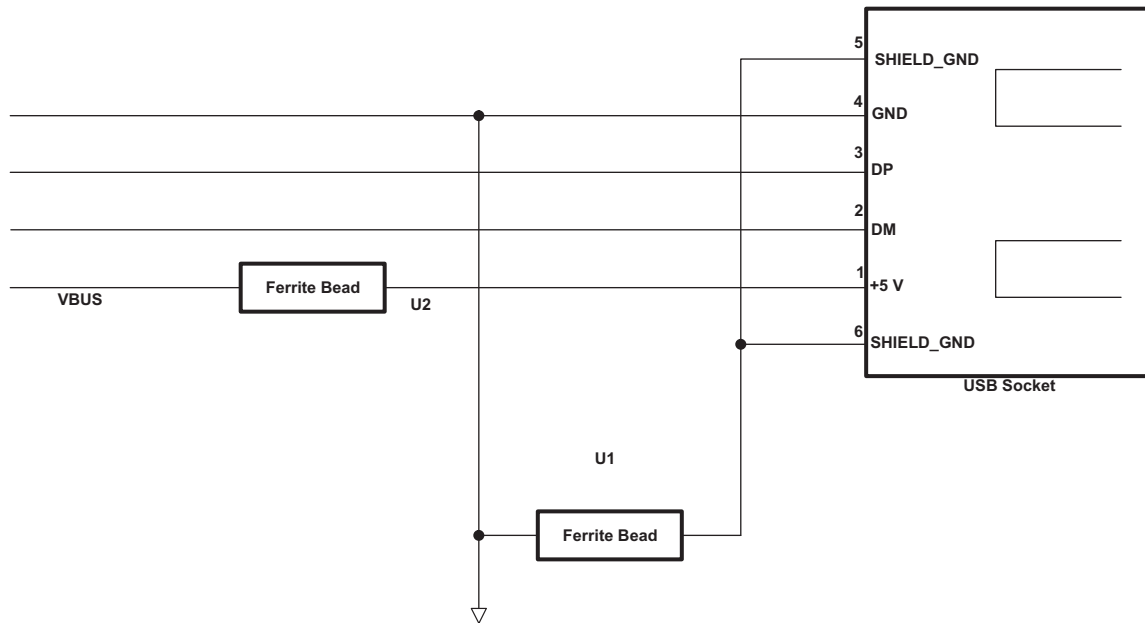 5
SHIELD_GND
4
GND
3
DP
2
DM
1
+5 V
Ferrite Bead
VBUS
U2
6
SHIELD_GND
USB Socket
U1
Ferrite Bead